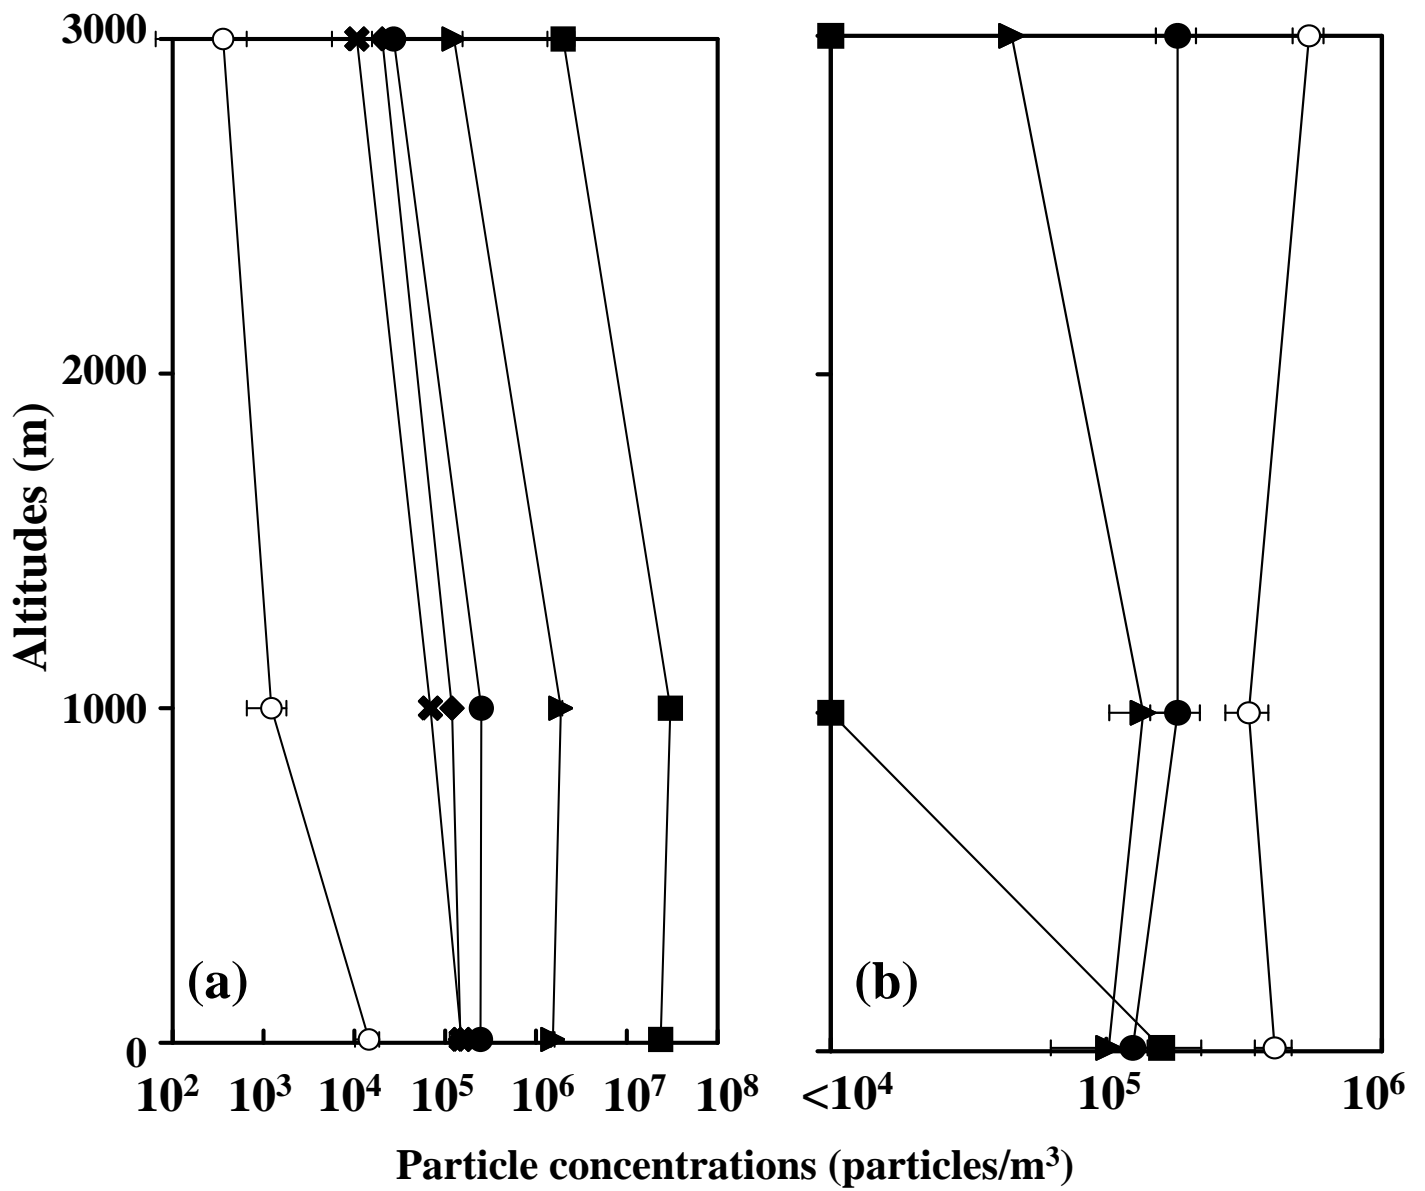 3000
2000
Altitudes (m)
1000
(a) (b)
0
10² 10³ 10⁴ 10⁵ 10⁶ 10⁷ 10⁸ <10⁴ 10⁵ 10⁶
Particle concentrations (particles/m³)